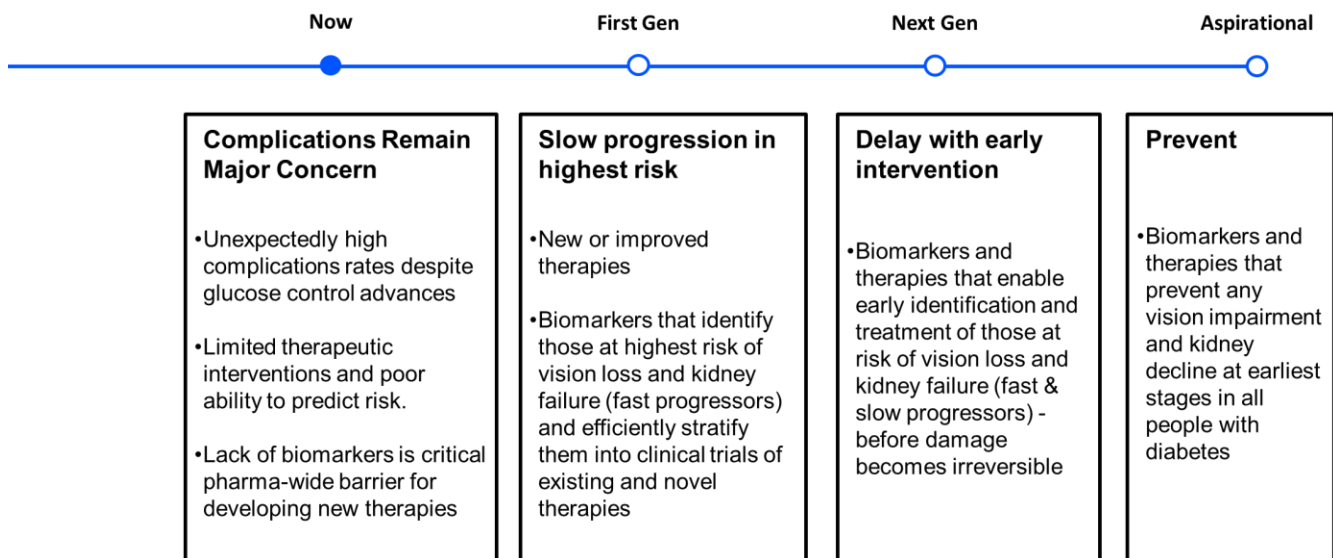 Now
First Gen
Next Gen
Aspirational
Complications Remain
Major Concern
•Unexpectedly high
complications rates despite
glucose control advances
•Limited therapeutic
interventions and poor
ability to predict risk.
•Lack of biomarkers is critical
pharma-wide barrier for
developing new therapies
Slow progression in
highest risk
•New or improved
therapies
•Biomarkers that identify
those at highest risk of
vision loss and kidney
failure (fast progressors)
and efficiently stratify
them into clinical trials of
existing and novel
therapies
Delay with early
intervention
•Biomarkers and
therapies that enable
early identification and
treatment of those at
risk of vision loss and
kidney failure (fast &
slow progressors) -
before damage
becomes irreversible
Prevent
•Biomarkers and
therapies that
prevent any
vision impairment
and kidney
decline at earliest
stages in all
people with
diabetes